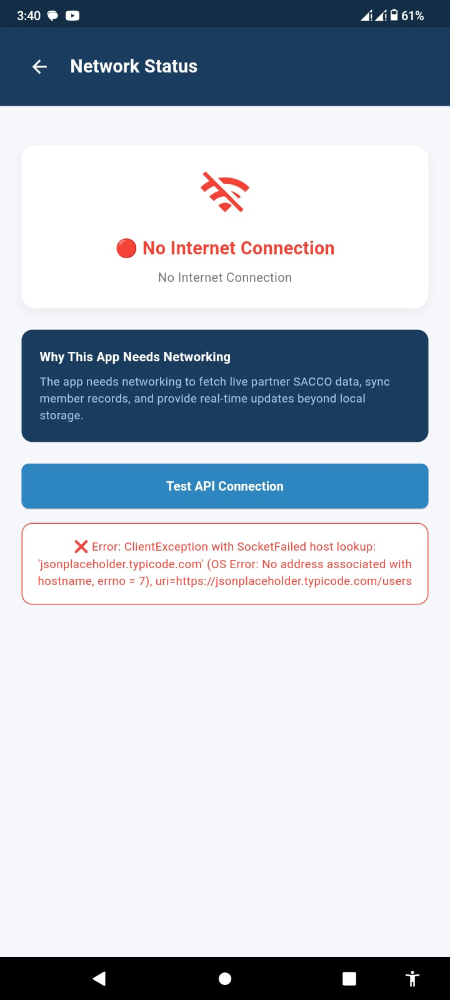 3:40
61%
Network Status
🔴 No Internet Connection
No Internet Connection
Why This App Needs Networking
The app needs networking to fetch live partner SACCO data, sync
member records, and provide real-time updates beyond local
storage.
Test API Connection
❌ Error: ClientException with SocketFailed host lookup:
'jsonplaceholder.typicode.com' (OS Error: No address associated with
hostname, errno = 7), uri=https://jsonplaceholder.typicode.com/users